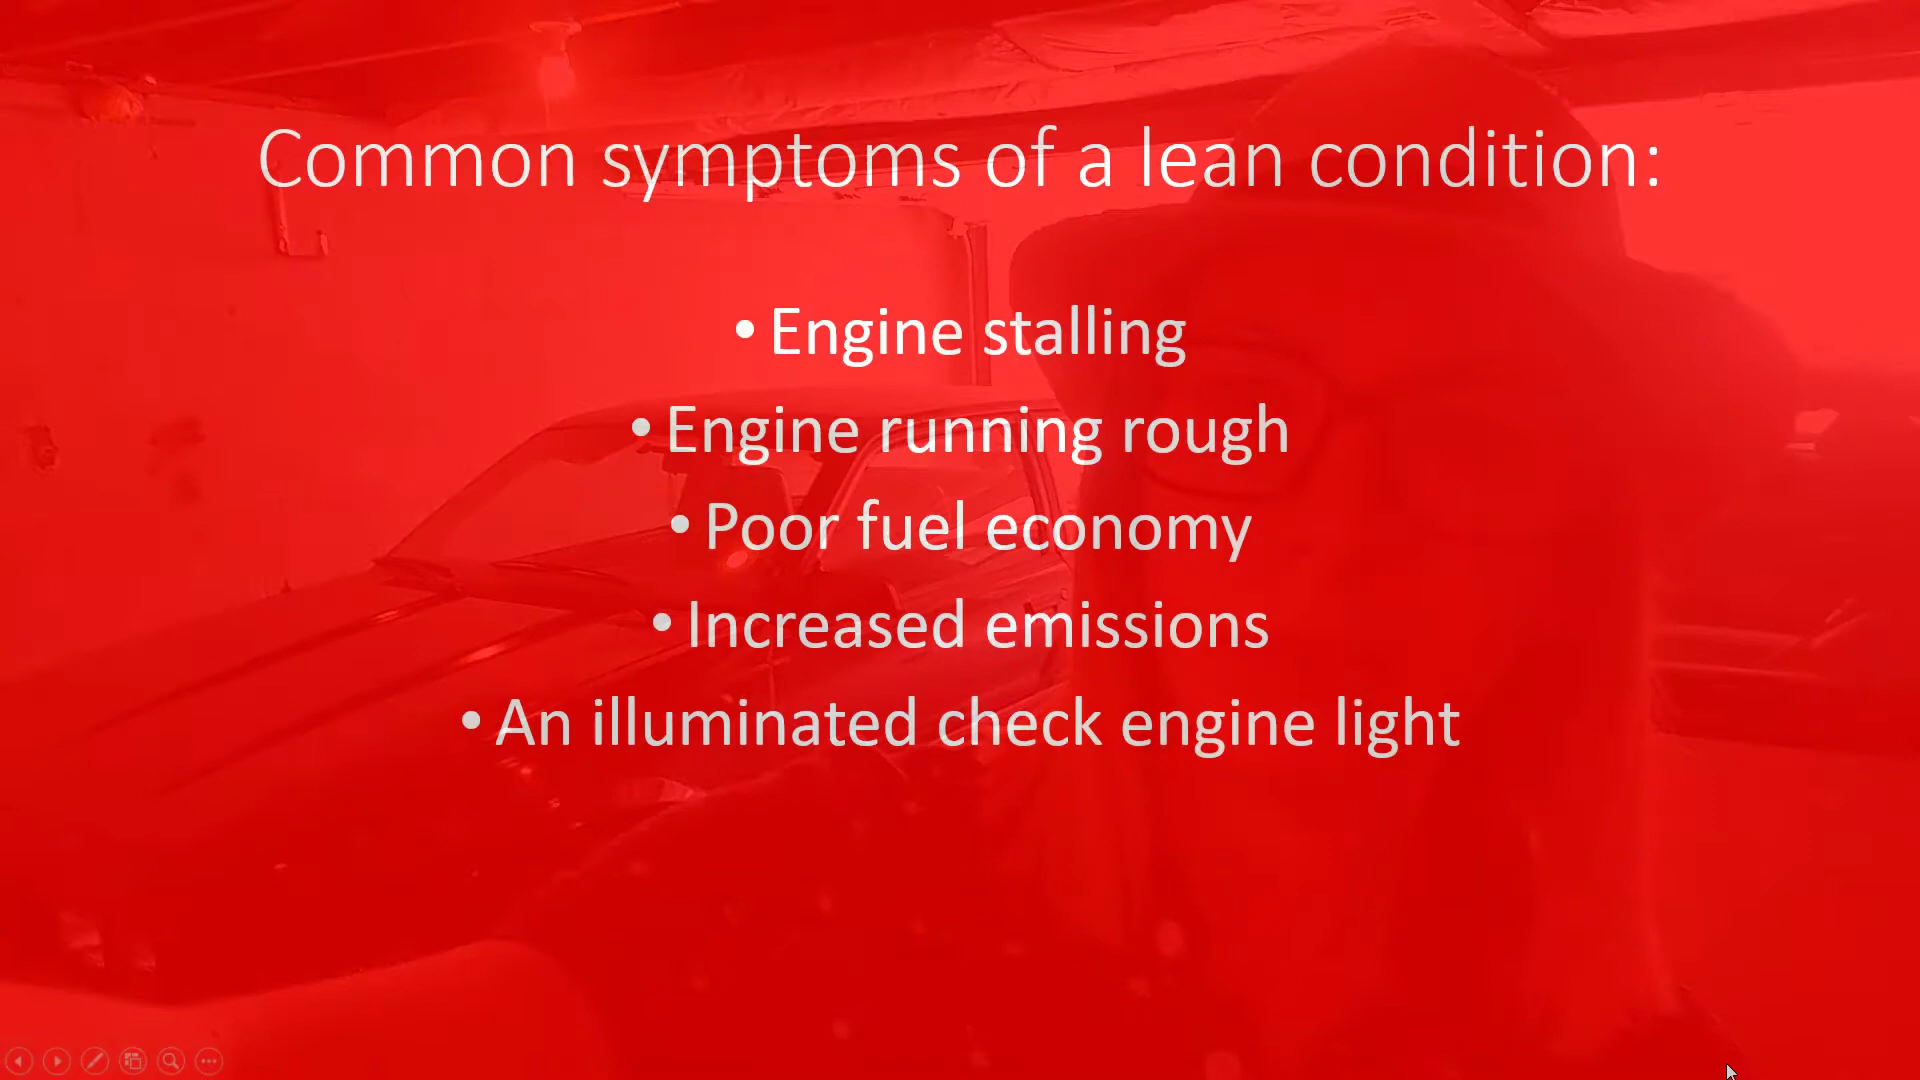 Common symptoms of a lean condition:
• Engine stalling
• Engine running rough
• Poor fuel economy
• Increased emissions
• An illuminated check engine light